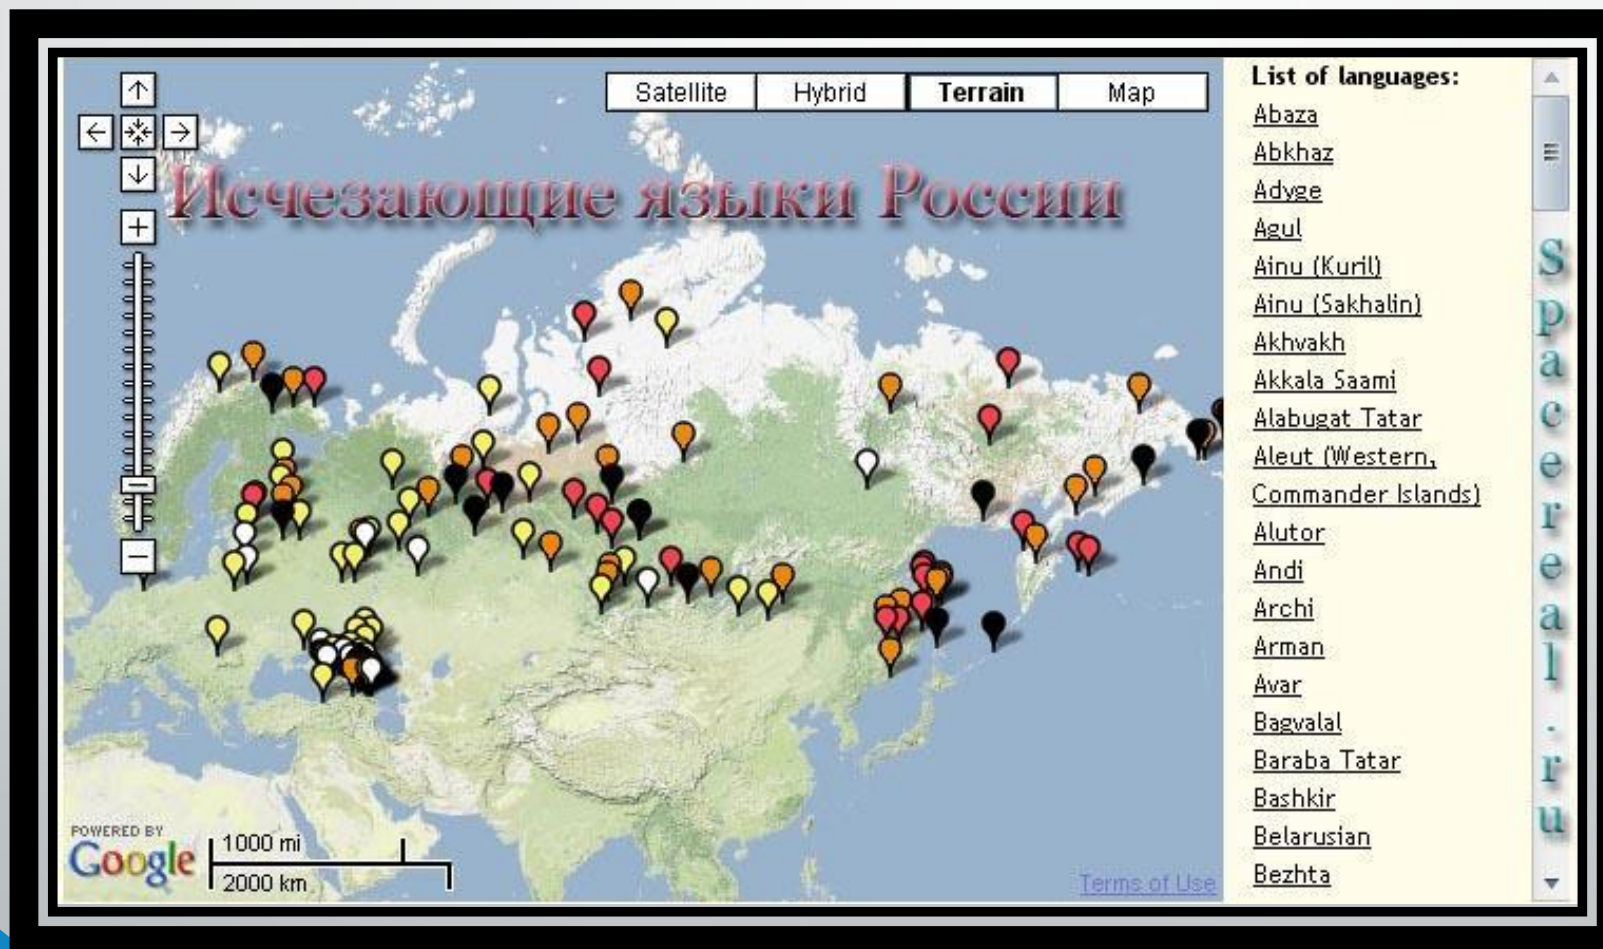 Satellite
Hybrid
Terrain
Map
Исчезающие языки России
List of languages:
Abaza
Abkhaz
Adyge
Agul
Ainu (Kuril)
Ainu (Sakhalin)
Akhvakh
Akkala Saami
Alabugat Tatar
Aleut (Western,
Commander Islands)
Alutor
Andi
Archi
Arman
Avar
Bagvalal
Baraba Tatar
Bashkir
Belarusian
Bezhta
Spacereal.ru
POWERED BY
Google
1000 mi
2000 km
Terms of Use